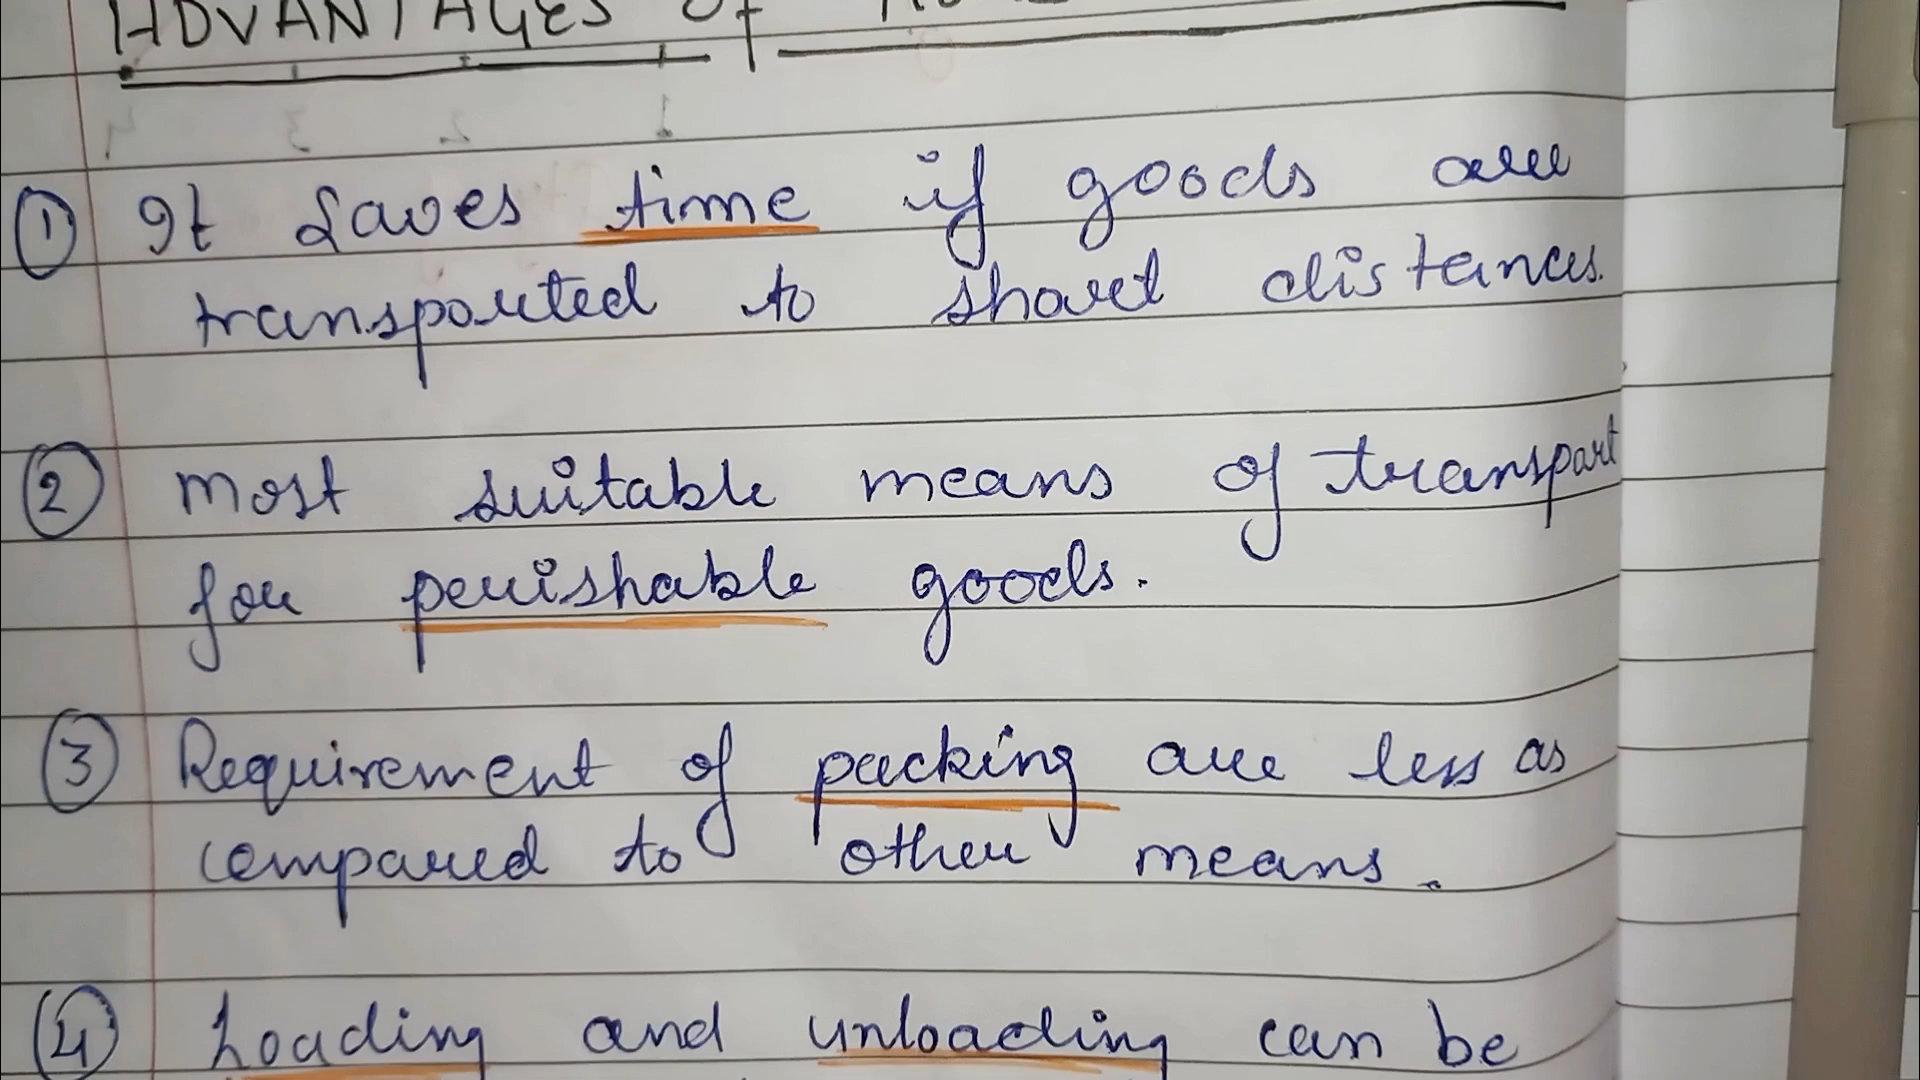 ADVANTAGES of
① It saves time if goods are
transported to short distances.
② Most suitable means of transport
for perishable goods.
③ Requirement of packing are less as
compared to other means.
④ Loading and unloading can be